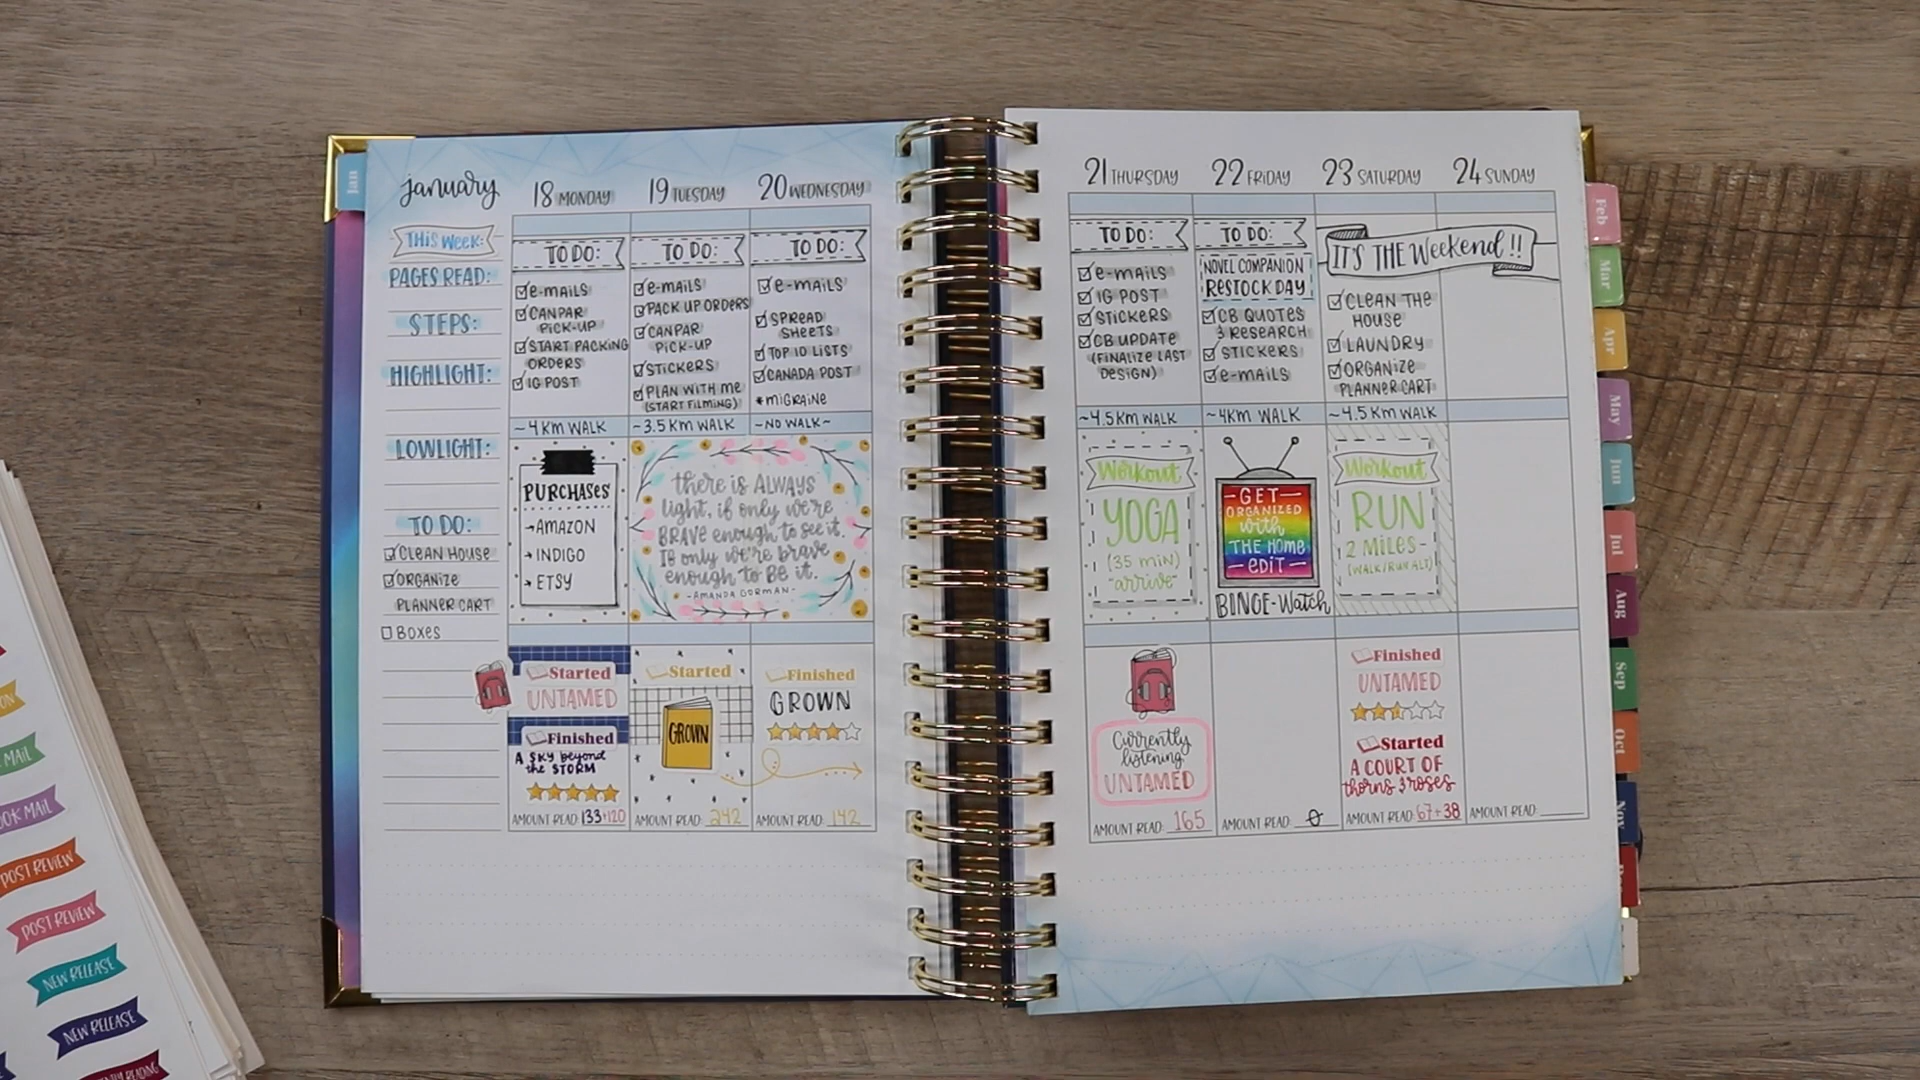 Jan
january
THIS WEEK:
PAGES READ:
STEPS:
HIGHLIGHT:
LOWLIGHT:
TO DO:
CLEAN HOUSE
ORGANIZE
PLANNER CART
BOXES
18 MONDAY
TO DO:
E-MAILS
CANPAR
PICK-UP
START PACKING
ORDERS
IG POST
~4 KM WALK
PURCHASES
→AMAZON
→INDIGO
→ETSY
Started
UNTAMED
Finished
A SKY beyond
the STORM
AMOUNT READ: 133+120
19 TUESDAY
TO DO:
E-MAILS
PACK UP ORDERS
CANPAR
PICK-UP
STICKERS
PLAN WITH ME
(START FILMING)
~3.5 KM WALK
there is ALWAYS
light, if only we're
BRAVE enough to see it.
If only we're brave
enough to BE it.
-AMANDA GORMAN-
Started
GROWN
AMOUNT READ: 242
20 WEDNESDAY
TO DO:
E-MAILS
SPREAD
SHEETS
TOP 10 LISTS
CANADA POST
*MIGRAINE
~NO WALK~
Finished
GROWN
AMOUNT READ: 142
21 THURSDAY
TO DO:
E-MAILS
IG POST
STICKERS
CB UPDATE
(FINALIZE LAST
DESIGN)
~4.5 KM WALK
Workout
YOGA
(35 MIN)
"arrive"
Currently
listening:
UNTAMED
AMOUNT READ: 165
22 FRIDAY
TO DO:
NOVEL COMPANION
RESTOCK DAY
CB QUOTES
& RESEARCH
STICKERS
E-MAILS
~4KM WALK
-GET-
ORGANIZED
with
THE HOME
-EDIT-
BINGE-Watch
AMOUNT READ: 0
23 SATURDAY
24 SUNDAY
IT'S THE Weekend!!
CLEAN THE
HOUSE
LAUNDRY
ORGANIZE
PLANNER CART
~4.5 KM WALK
Workout
RUN
2 MILES-
(WALK/RUN ALT)
Finished
UNTAMED
Started
A COURT OF
thorns & roses
AMOUNT READ: 67+38
AMOUNT READ:
Feb
Mar
Apr
May
Jun
Jul
Aug
Sep
Oct
Nov
MAIL
BOOK MAIL
POST REVIEW
POST REVIEW
NEW RELEASE
NEW RELEASE